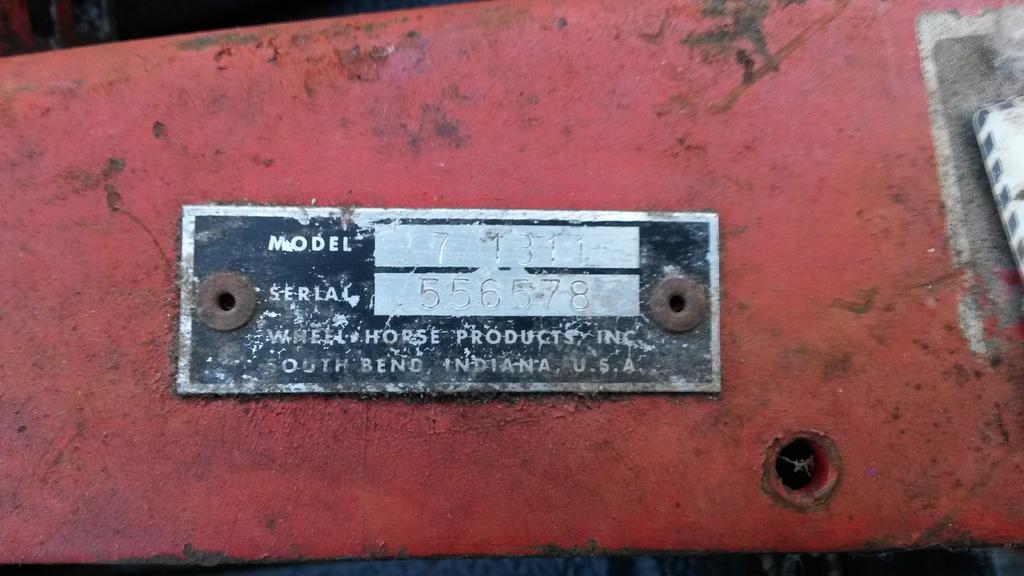 MODEL 7 1311
SERIAL 556578
WHEEL HORSE PRODUCTS, INC.
SOUTH BEND, INDIANA, U.S.A.